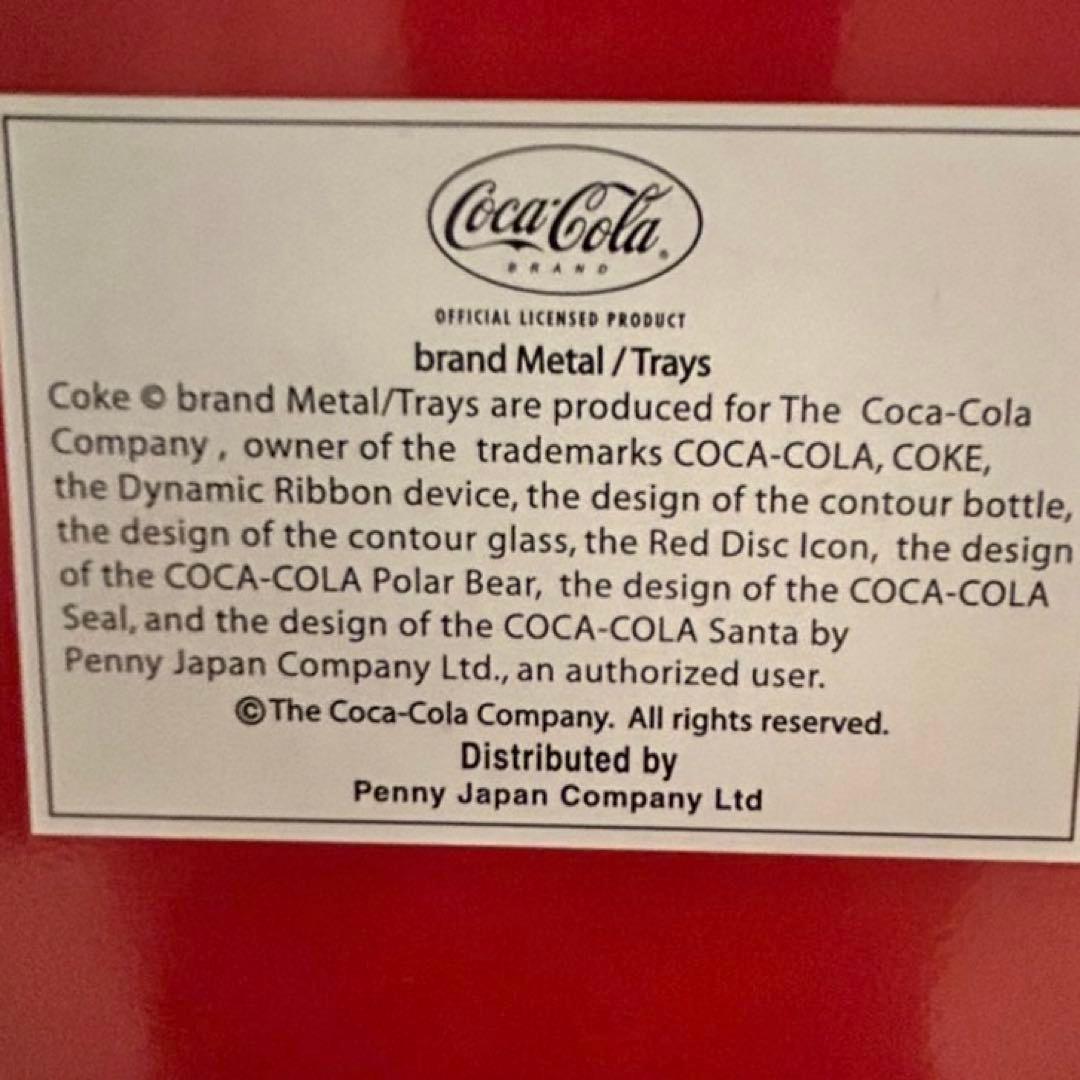 Coca-Cola®
BRAND
OFFICIAL LICENSED PRODUCT
brand Metal / Trays
Coke © brand Metal/Trays are produced for The Coca-Cola
Company , owner of the trademarks COCA-COLA, COKE,
the Dynamic Ribbon device, the design of the contour bottle,
the design of the contour glass, the Red Disc Icon, the design
of the COCA-COLA Polar Bear, the design of the COCA-COLA
Seal, and the design of the COCA-COLA Santa by
Penny Japan Company Ltd., an authorized user.
©The Coca-Cola Company. All rights reserved.
Distributed by
Penny Japan Company Ltd